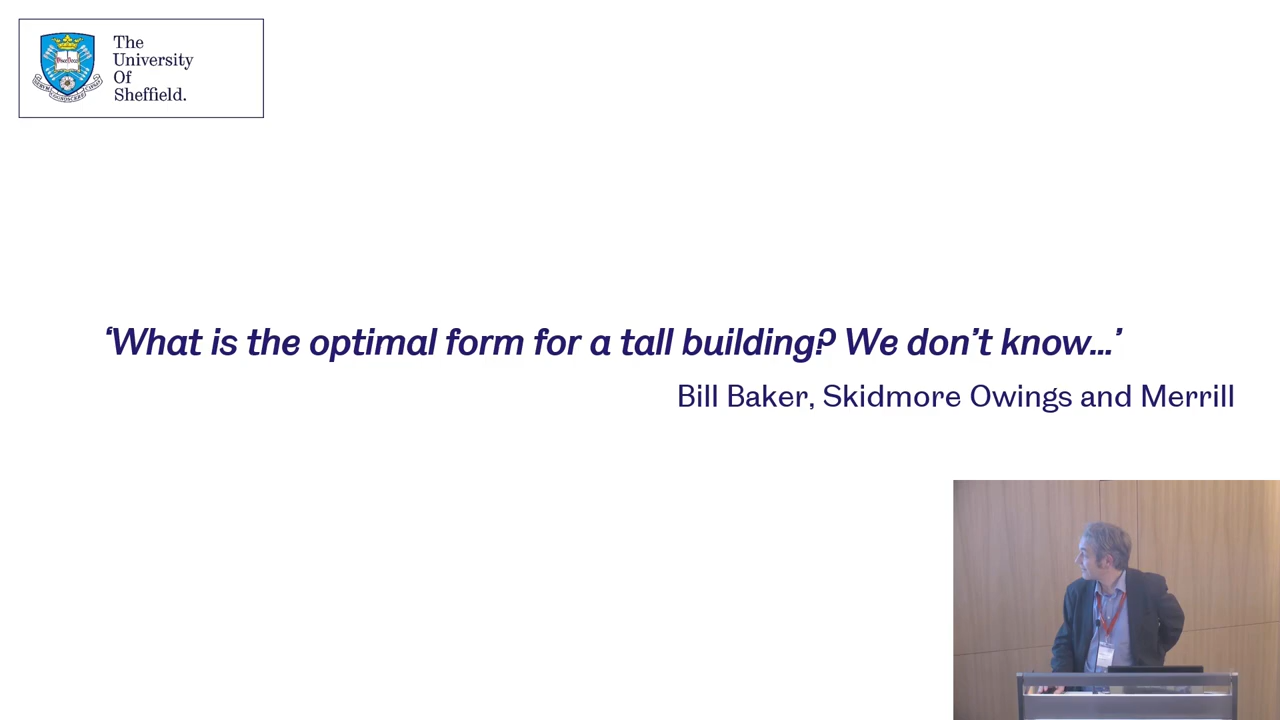 The
University
Of
Sheffield.
‘What is the optimal form for a tall building? We don’t know...’
Bill Baker, Skidmore Owings and Merrill